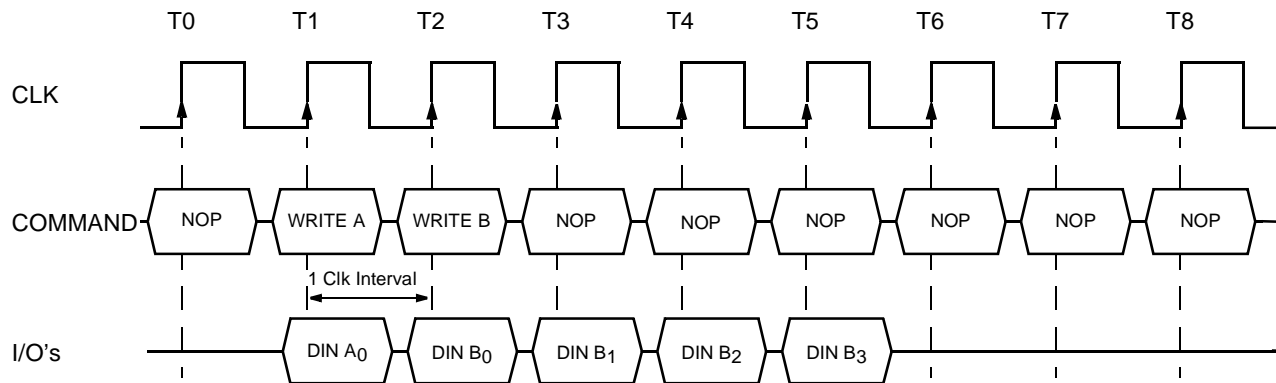 T0 T1 T2 T3 T4 T5 T6 T7 T8
CLK
COMMAND NOP WRITE A WRITE B NOP NOP NOP NOP NOP NOP
1 Clk Interval
I/O's DIN A0 DIN B0 DIN B1 DIN B2 DIN B3